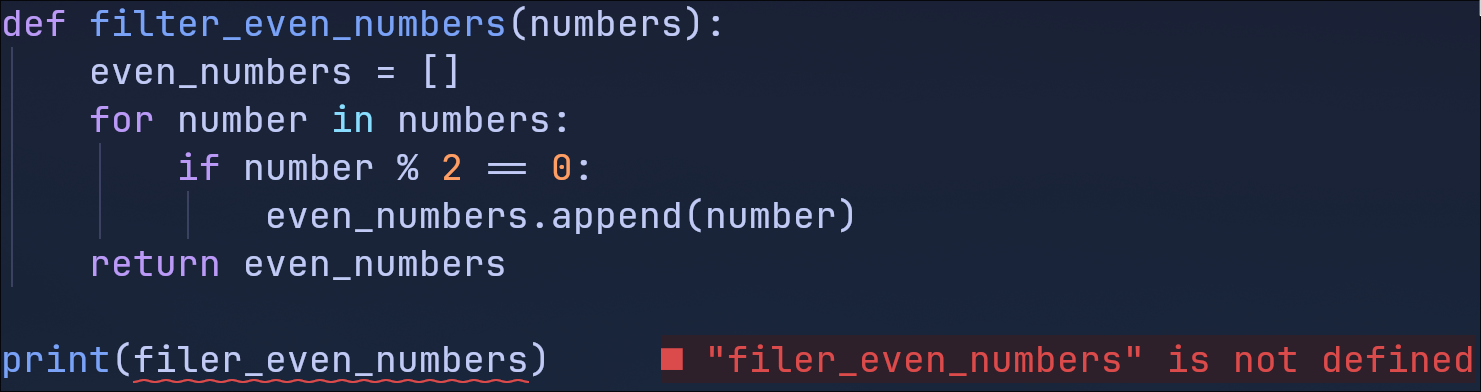 def filter_even_numbers(numbers):
    even_numbers = []
    for number in numbers:
        if number % 2 == 0:
            even_numbers.append(number)
    return even_numbers

print(filer_even_numbers)     ■ "filer_even_numbers" is not defined